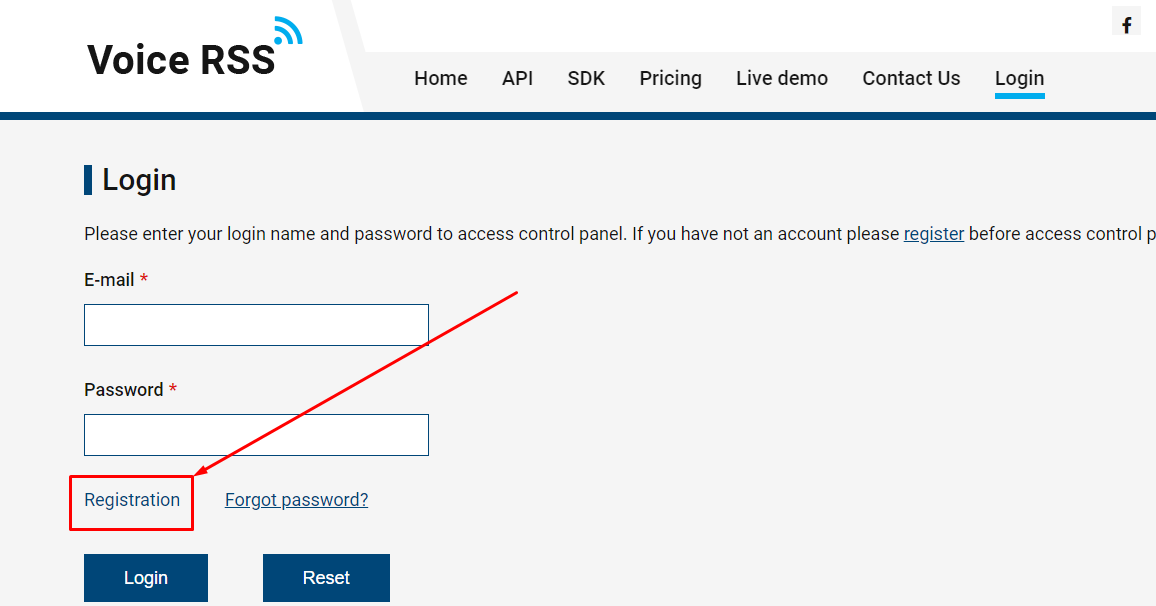 Voice RSS
f
Home API SDK Pricing Live demo Contact Us Login
Login
Please enter your login name and password to access control panel. If you have not an account please register before access control p
E-mail *
Password *
Registration Forgot password?
Login Reset